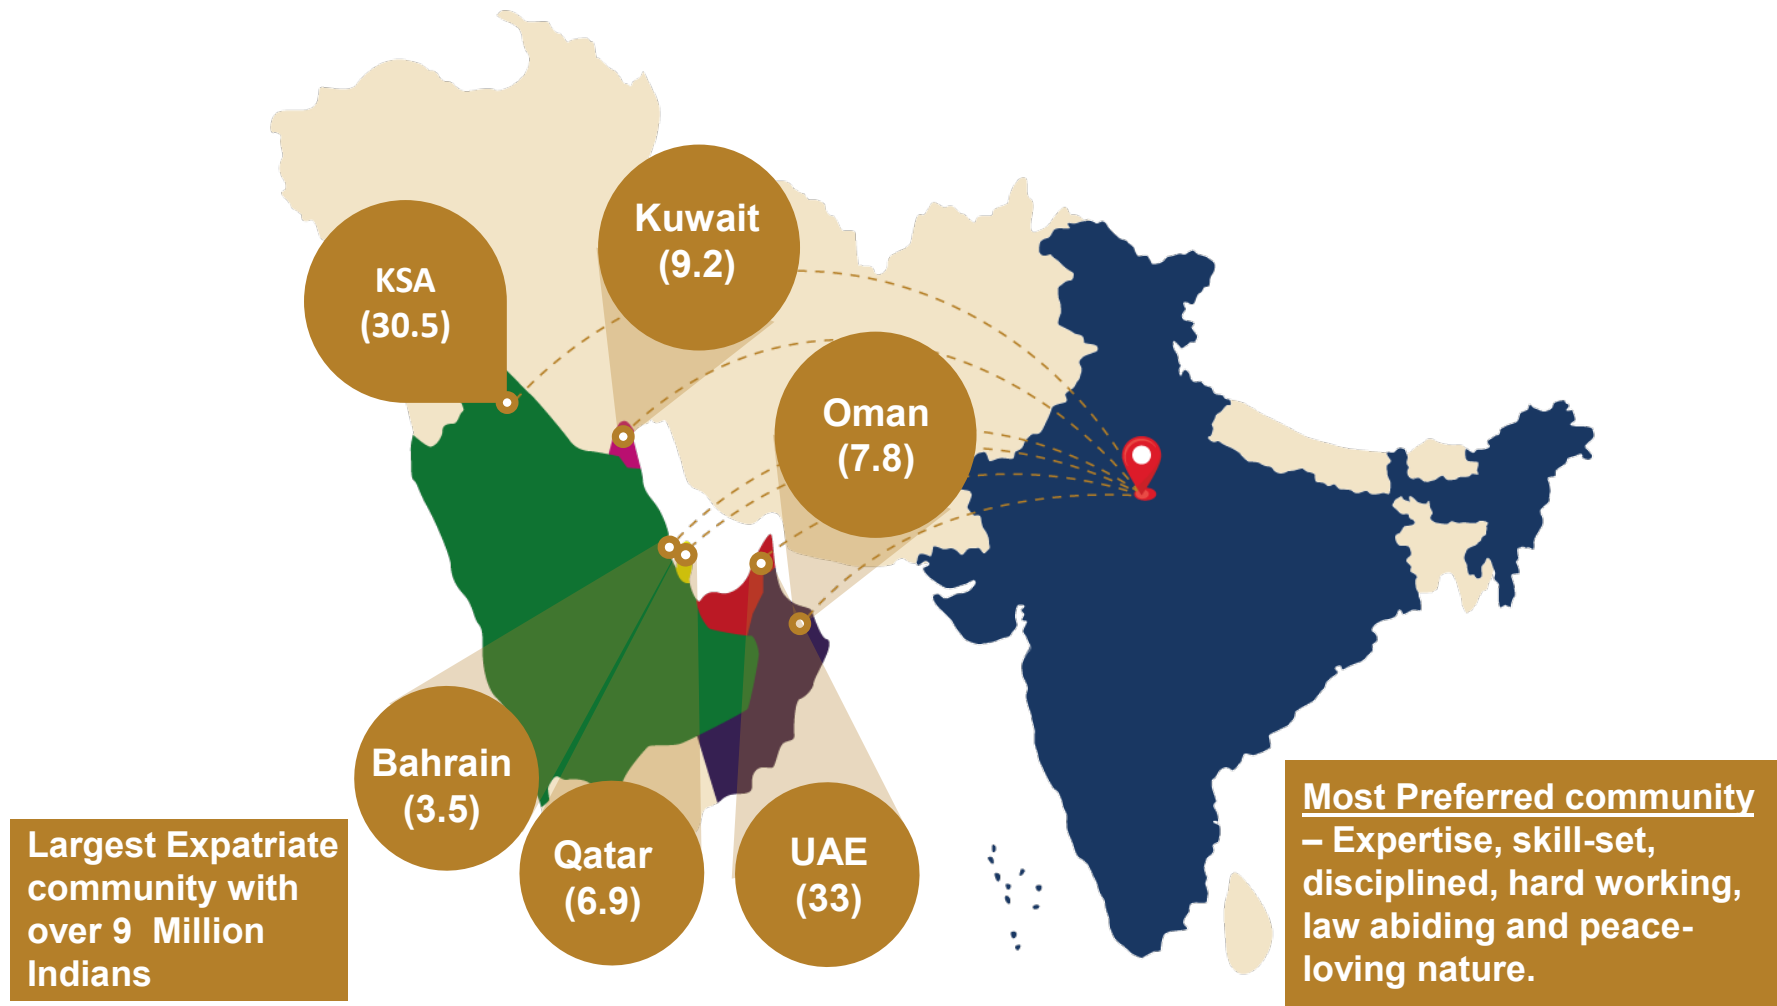 Kuwait
(9.2)
KSA
(30.5)
Oman
(7.8)
Bahrain
(3.5)
Qatar
(6.9)
UAE
(33)
Largest Expatriate
community with
over 9  Million
Indians
Most Preferred community
– Expertise, skill-set,
disciplined, hard working,
law abiding and peace-
loving nature.